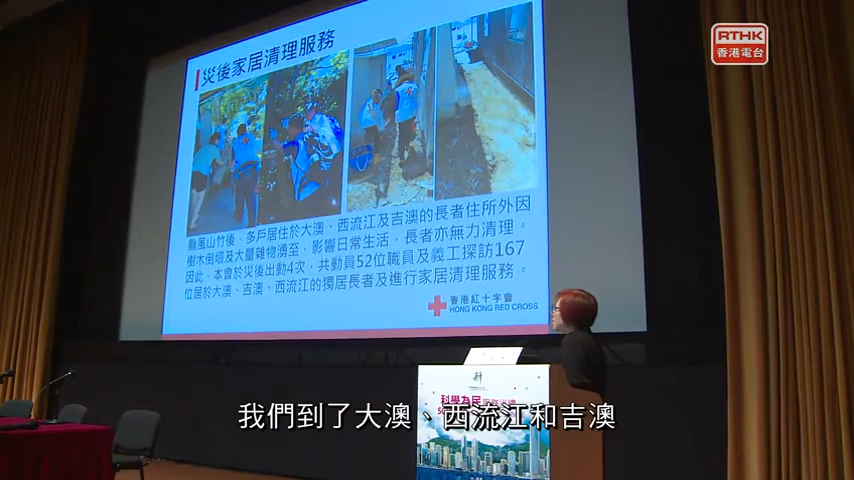 RTHK
香港電台
災後家居清理服務
颱風山竹後，多戶居住於大澳、西流江及吉澳的長者住所外因
樹木倒塌及大量雜物湧至，影響日常生活，長者亦無力清理。
因此，本會於災後出動4次，共動員52位職員及義工探訪167
位居於大澳、吉澳、西流江的獨居長者及進行家居清理服務。
香港紅十字會
HONG KONG RED CROSS
科學為民
我們到了大澳、西流江和吉澳